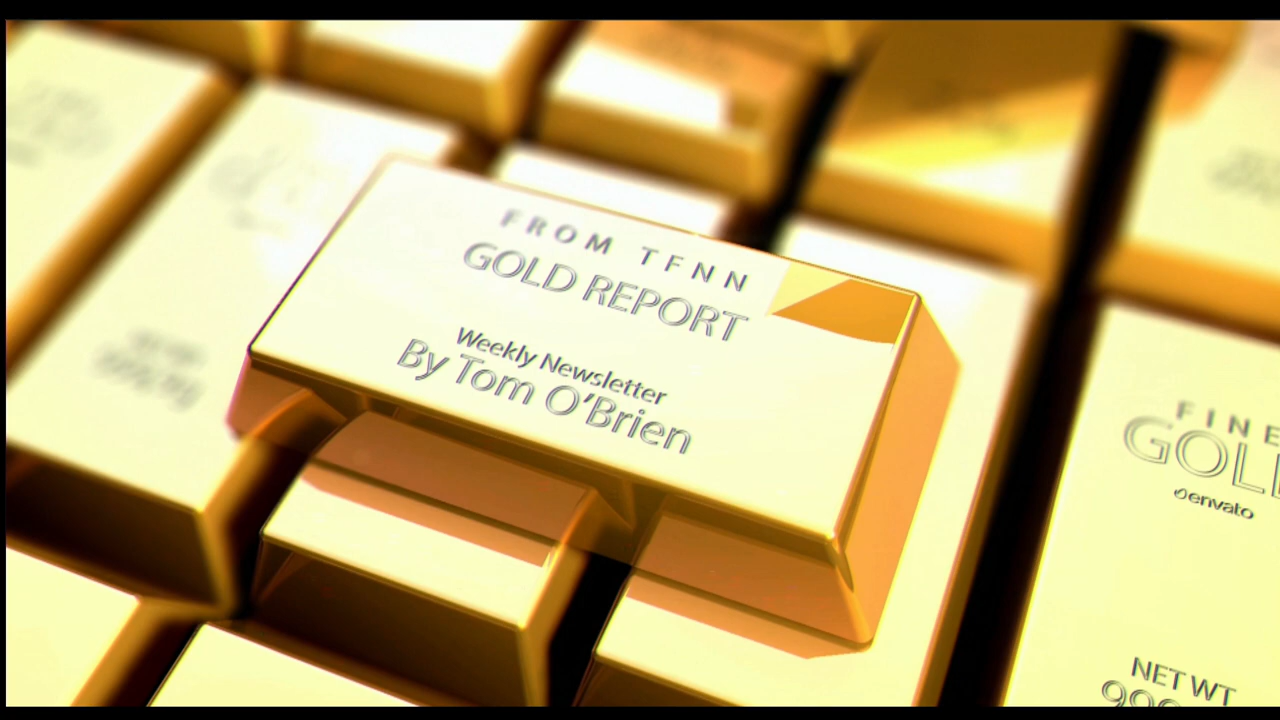 FROM TFNN
GOLD REPORT
Weekly Newsletter
By Tom O'Brien
FINE
GOLD
envato
NET WT